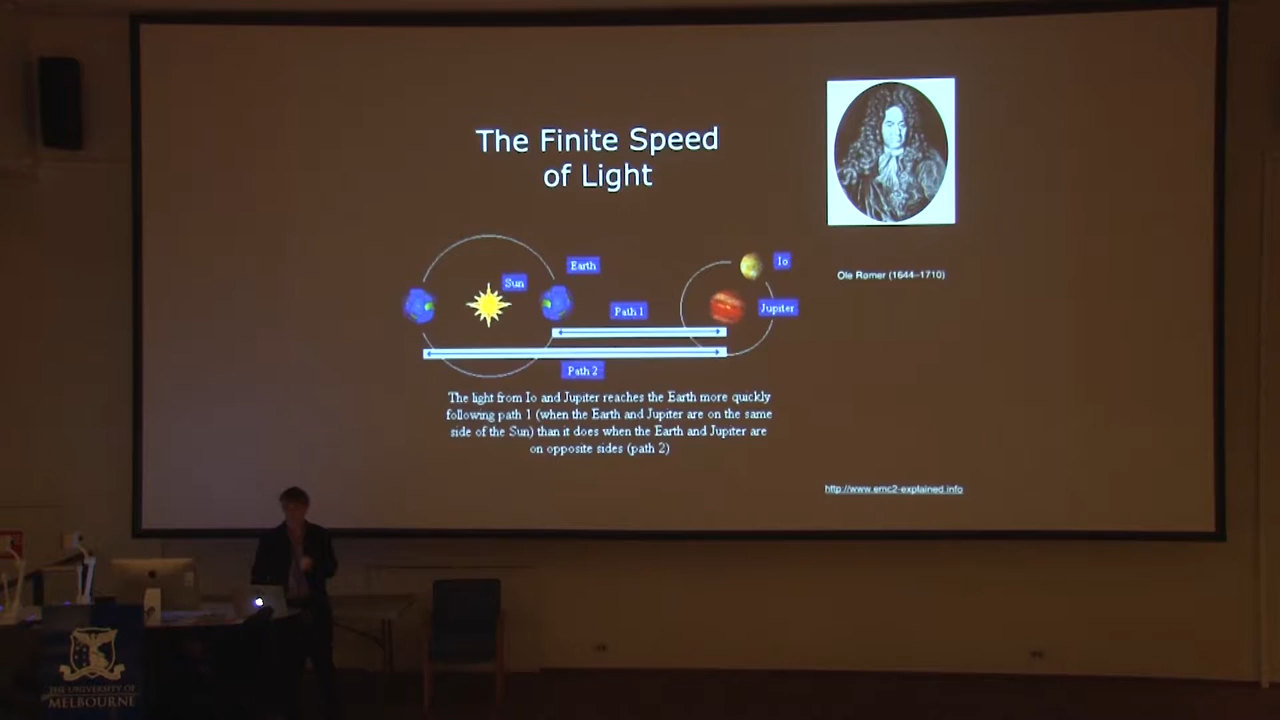 The Finite Speed
of Light
Ole Rømer (1644–1710)
Earth
Io
Sun
Path 1
Jupiter
Path 2
The light from Io and Jupiter reaches the Earth more quickly
following path 1 (when the Earth and Jupiter are on the same
side of the Sun) than it does when the Earth and Jupiter are
on opposite sides (path 2)
http://www.emc2-explained.info
THE UNIVERSITY OF
MELBOURNE